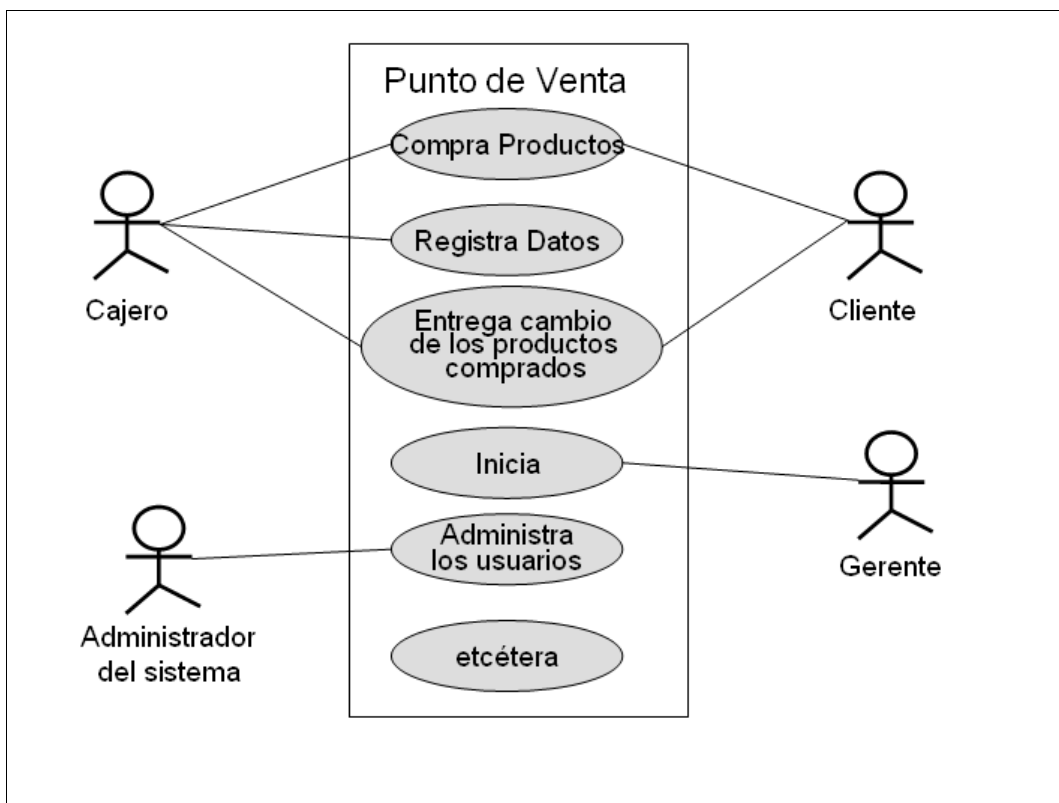 Punto de Venta
Compra Productos
Registra Datos
Cajero
Cliente
Entrega cambio
de los productos
comprados
Inicia
Administra
los usuarios
Gerente
Administrador
del sistema
etcétera